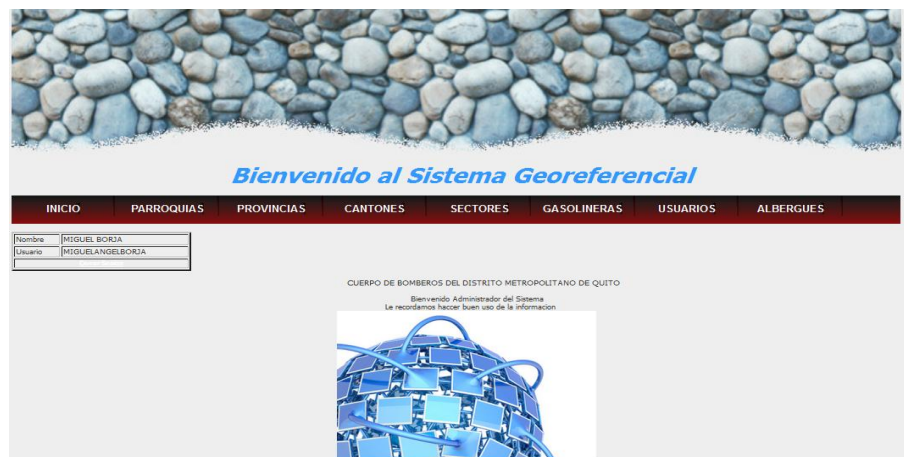 Bienvenido al Sistema Georeferencial
INICIO PARROQUIAS PROVINCIAS CANTONES SECTORES GASOLINERAS USUARIOS ALBERGUES
Nombre MIGUEL BORJA
Usuario MIGUELANGELBORJA
CUERPO DE BOMBEROS DEL DISTRITO METROPOLITANO DE QUITO
Bienvenido Administrador del Sistema
Le recordamos haccer buen uso de la informacion